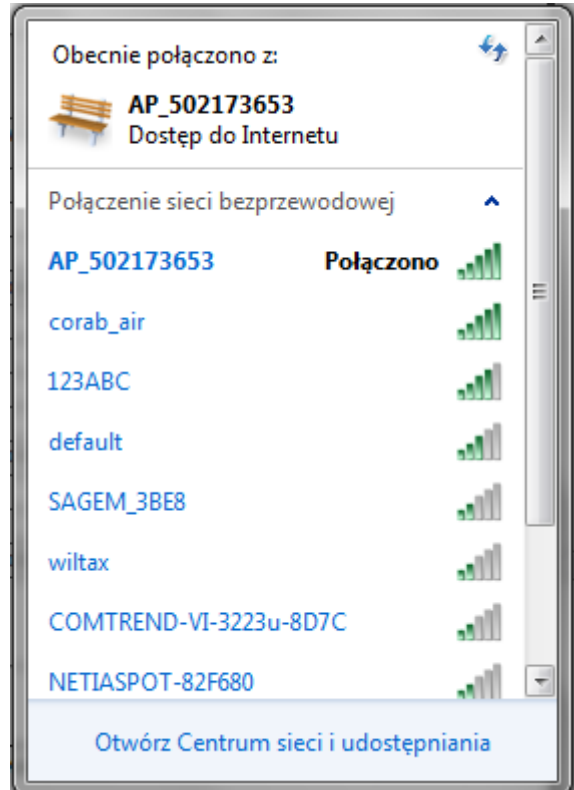 Obecnie połączono z:
AP_502173653
Dostęp do Internetu
Połączenie sieci bezprzewodowej
AP_502173653 Połączono
corab_air
123ABC
default
SAGEM_3BE8
wiltax
COMTREND-VI-3223u-8D7C
NETIASPOT-82F680
Otwórz Centrum sieci i udostępniania